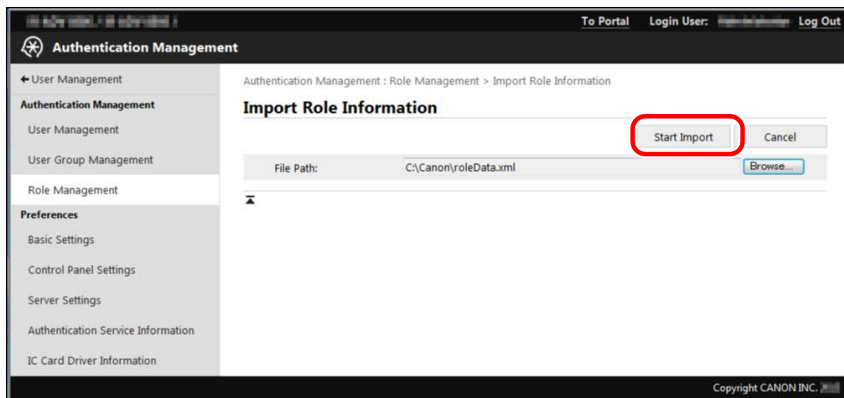 To Portal Login User: Log Out
Authentication Management
User Management
Authentication Management
User Management
User Group Management
Role Management
Preferences
Basic Settings
Control Panel Settings
Server Settings
Authentication Service Information
IC Card Driver Information
Authentication Management : Role Management > Import Role Information
Import Role Information
Start Import Cancel
File Path: C:\Canon\roleData.xml Browse...
Copyright CANON INC.